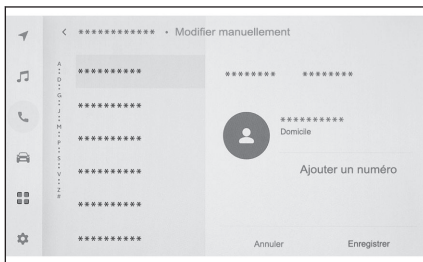 < ************ • Modifier manuellement
A
•
D
•
G
•
J
•
M
•
P
•
S
•
V
•
Z
#
**********
**********
**********
**********
**********
**********
******** ********
**********
Domicile
Ajouter un numéro
Annuler Enregistrer